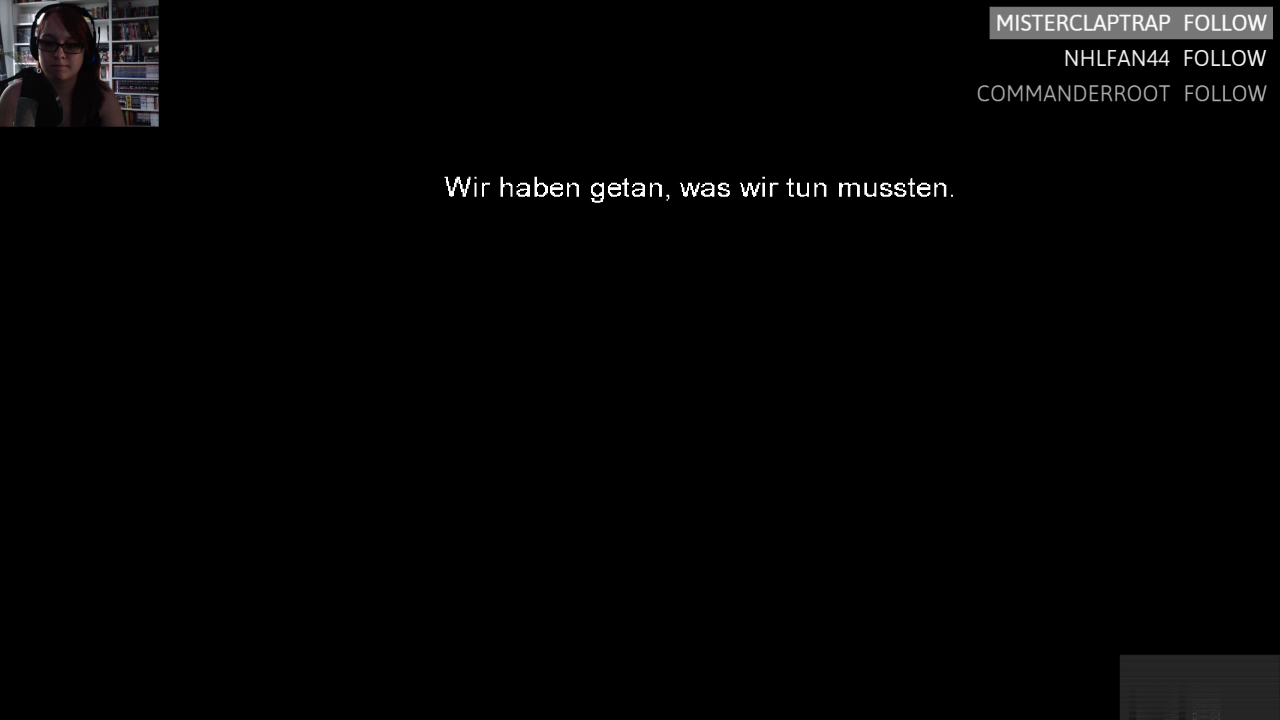 MISTERCLAPTRAP FOLLOW
NHLFAN44 FOLLOW
COMMANDERROOT FOLLOW
Wir haben getan, was wir tun mussten.